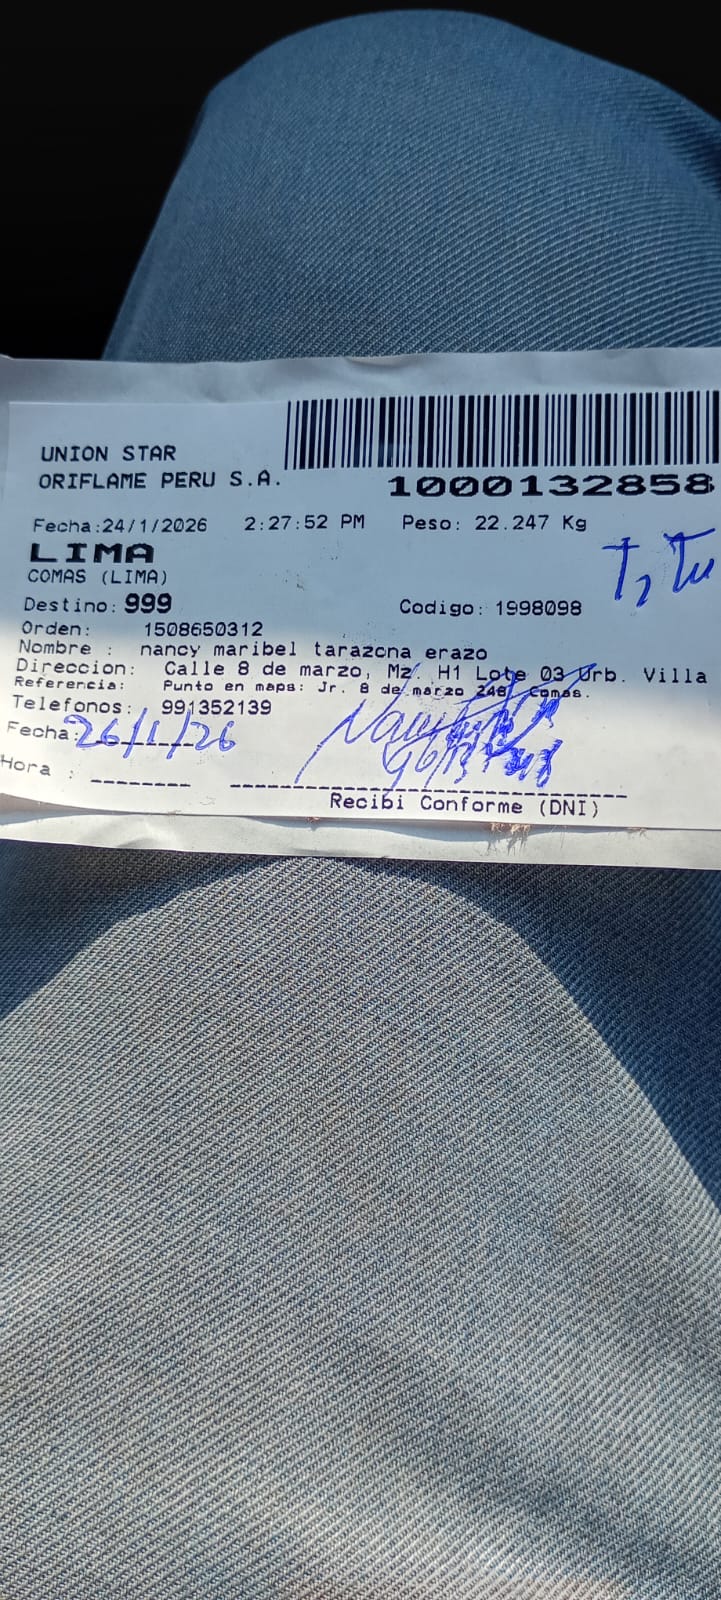 UNION STAR
ORIFLAME PERU S.A.
1000132858
Fecha:24/1/2026 2:27:52 PM Peso: 22.247 Kg
LIMA
COMAS (LIMA)
Destino: 999 Codigo: 1998098
Orden: 1508650312
Nombre : nancy maribel tarazona erazo
Direccion: Calle 8 de marzo, Mz. H1 Lote 03 Urb. Villa
Referencia: Punto en maps: Jr. 8 de marzo 248, Comas.
Telefonos: 991352139
Fecha: 26/1/26
Hora :
Recibi Conforme (DNI)